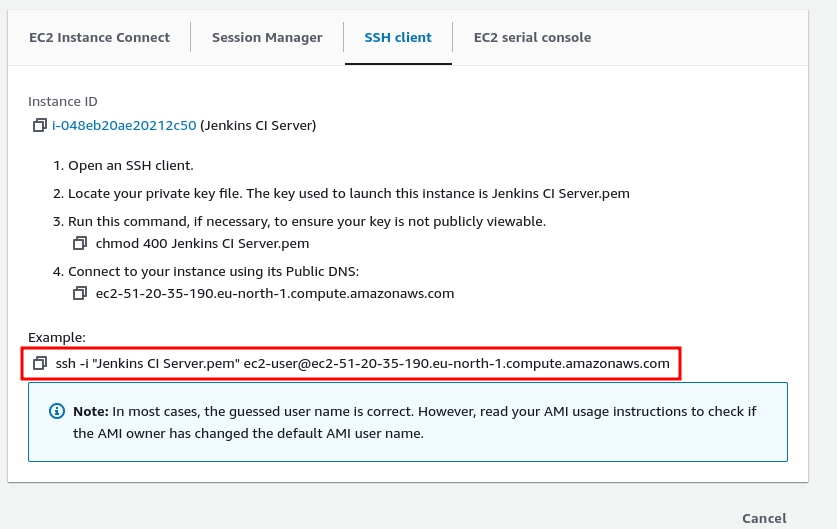 EC2 Instance Connect
Session Manager
SSH client
EC2 serial console
Instance ID
i-048eb20ae20212c50 (Jenkins CI Server)
1. Open an SSH client.
2. Locate your private key file. The key used to launch this instance is Jenkins CI Server.pem
3. Run this command, if necessary, to ensure your key is not publicly viewable.
chmod 400 Jenkins CI Server.pem
4. Connect to your instance using its Public DNS:
ec2-51-20-35-190.eu-north-1.compute.amazonaws.com
Example:
ssh -i "Jenkins CI Server.pem" ec2-user@ec2-51-20-35-190.eu-north-1.compute.amazonaws.com
Note: In most cases, the guessed user name is correct. However, read your AMI usage instructions to check if
the AMI owner has changed the default AMI user name.
Cancel